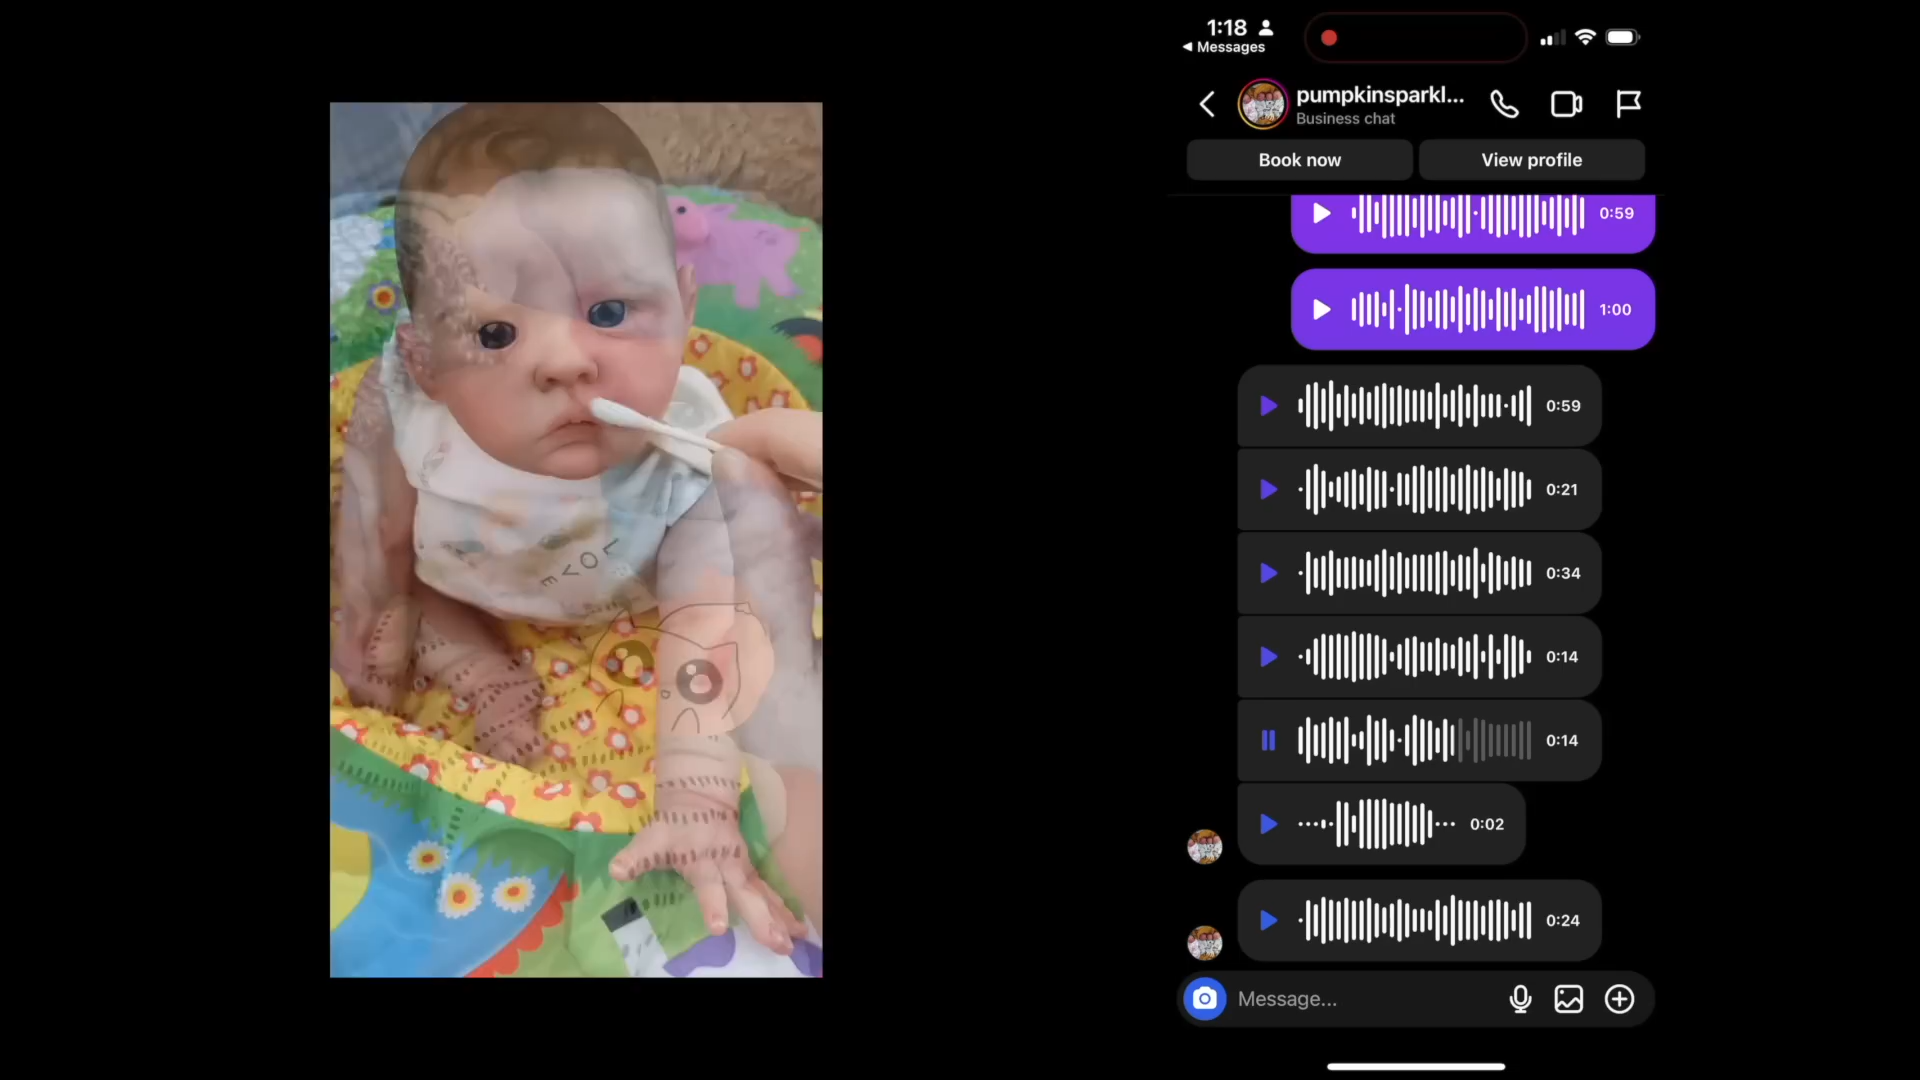 LOVE
1:18
Messages
pumpkinsparkl...
Business chat
Book now
View profile
0:59
1:00
0:59
0:21
0:34
0:14
0:14
0:02
0:24
Message...